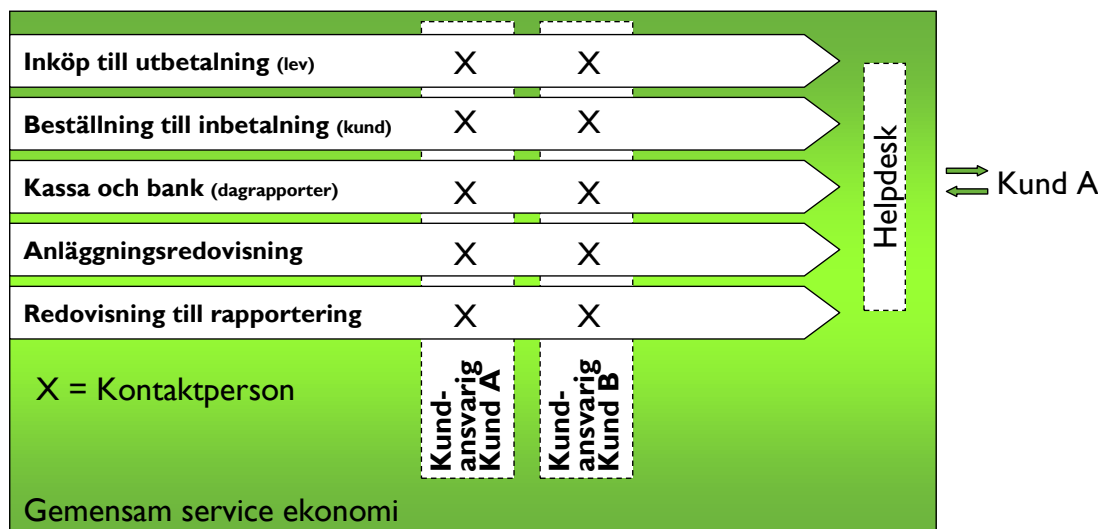 Inköp till utbetalning (lev) X X
Beställning till inbetalning (kund) X X
Kassa och bank (dagrapporter) X X
Anläggningsredovisning X X
Redovisning till rapportering X X
Helpdesk
Kund A
X = Kontaktperson
Kund-
ansvarig
Kund A
Kund-
ansvarig
Kund B
Gemensam service ekonomi